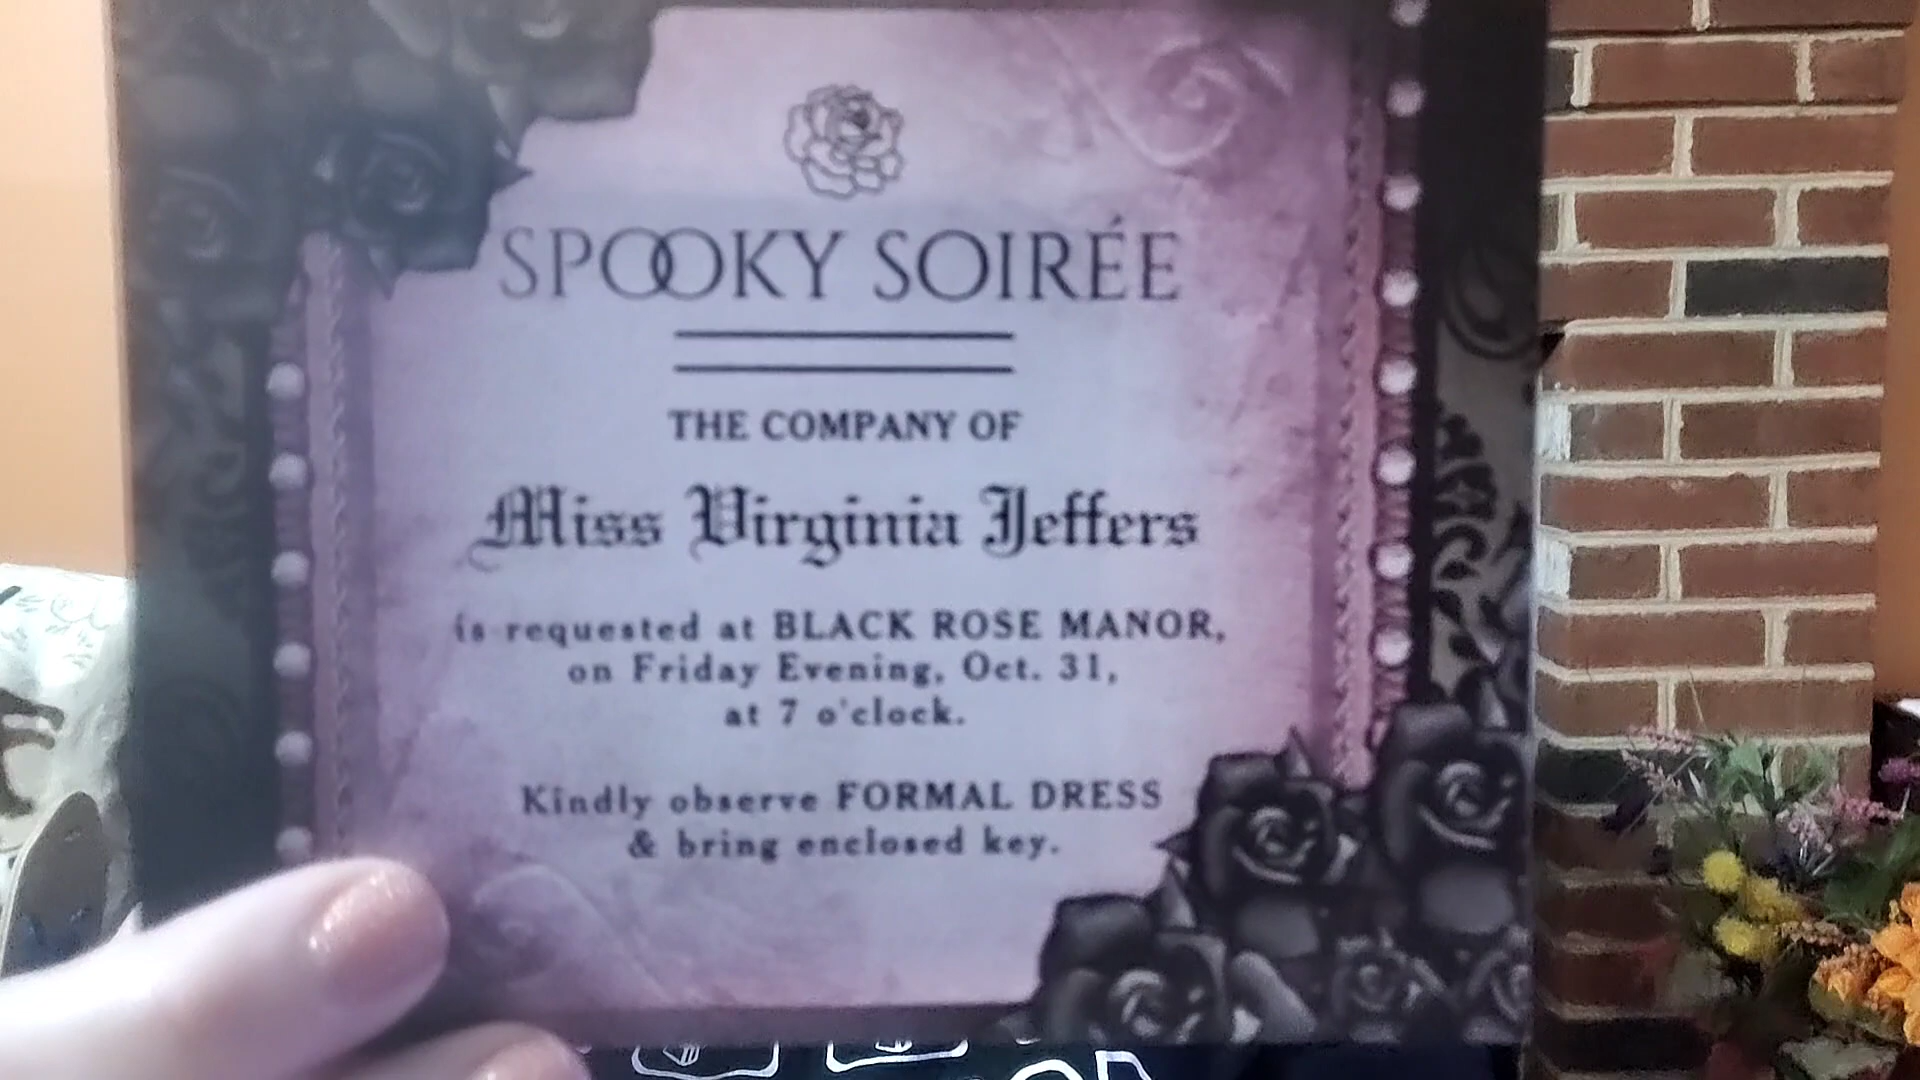 SPOOKY SOIRÉE
THE COMPANY OF
Miss Virginia Jeffers
is requested at BLACK ROSE MANOR,
on Friday Evening, Oct. 31,
at 7 o'clock.
Kindly observe FORMAL DRESS
& bring enclosed key.